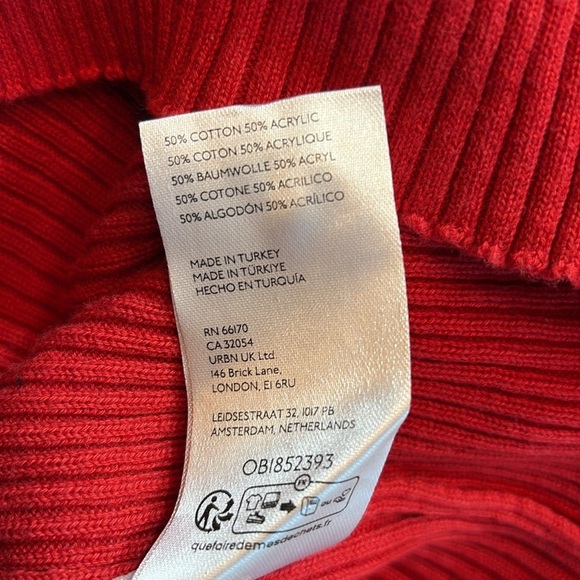 50% COTTON 50% ACRYLIC
50% COTON 50% ACRYLIQUE
50% BAUMWOLLE 50% ACRYL
50% COTONE 50% ACRILICO
50% ALGODÓN 50% ACRÍLICO
MADE IN TURKEY
MADE IN TÜRKIYE
HECHO EN TURQUÍA
RN 66170
CA 32054
URBN UK Ltd.
146 Brick Lane,
LONDON, E1 6RU
LEIDSESTRAAT 32, 1017 PB
AMSTERDAM, NETHERLANDS
OB1852393
FR
ou
quefairedemesdechets.fr